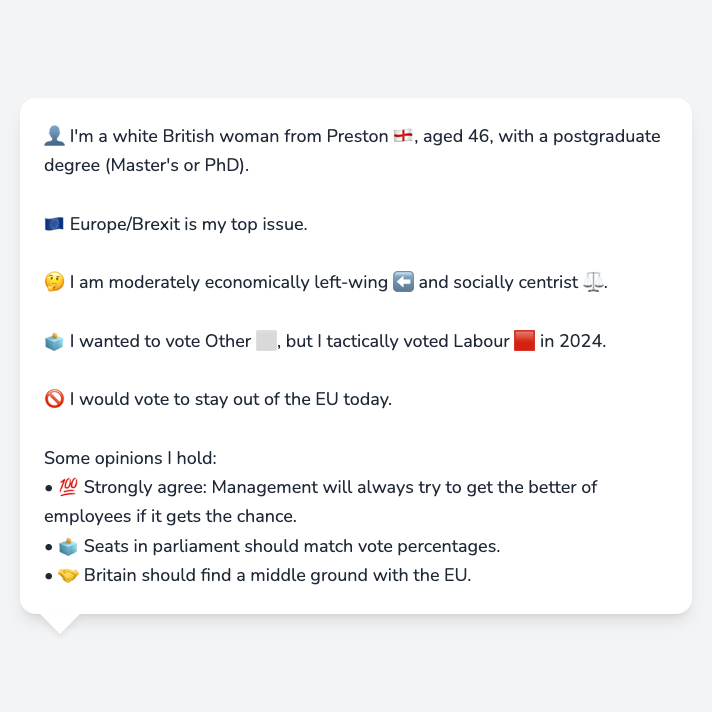 👤 I'm a white British woman from Preston 🏴󠁧󠁢󠁥󠁮󠁧󠁿, aged 46, with a postgraduate
degree (Master's or PhD).
🇪🇺 Europe/Brexit is my top issue.
🤔 I am moderately economically left-wing ⬅️ and socially centrist ⚖️.
🗳️ I wanted to vote Other ⬜, but I tactically voted Labour 🟥 in 2024.
🚫 I would vote to stay out of the EU today.
Some opinions I hold:
• 💯 Strongly agree: Management will always try to get the better of
employees if it gets the chance.
• 🗳️ Seats in parliament should match vote percentages.
• 🤝 Britain should find a middle ground with the EU.